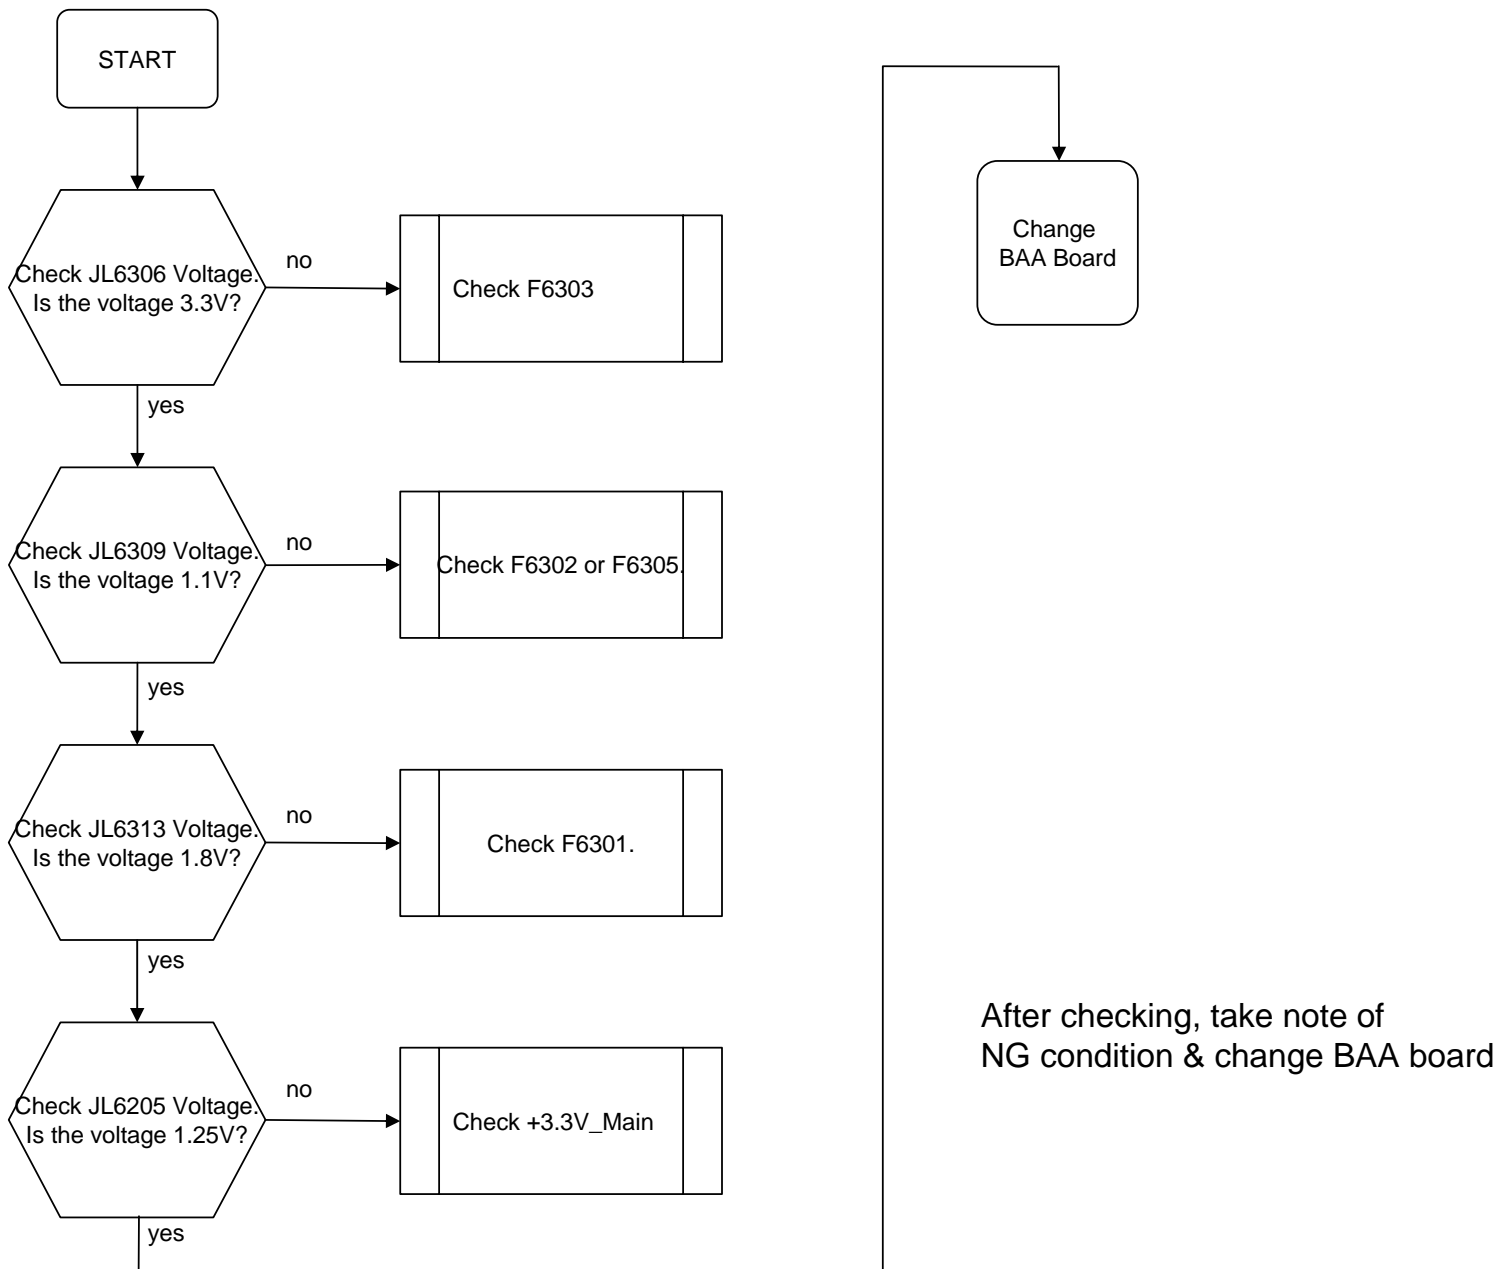 START
Check JL6306 Voltage.
Is the voltage 3.3V?
no
Check F6303
yes
Check JL6309 Voltage.
Is the voltage 1.1V?
no
Check F6302 or F6305.
yes
Check JL6313 Voltage.
Is the voltage 1.8V?
no
Check F6301.
yes
Check JL6205 Voltage.
Is the voltage 1.25V?
no
Check +3.3V_Main
yes
Change
BAA Board
After checking, take note of
NG condition & change BAA board